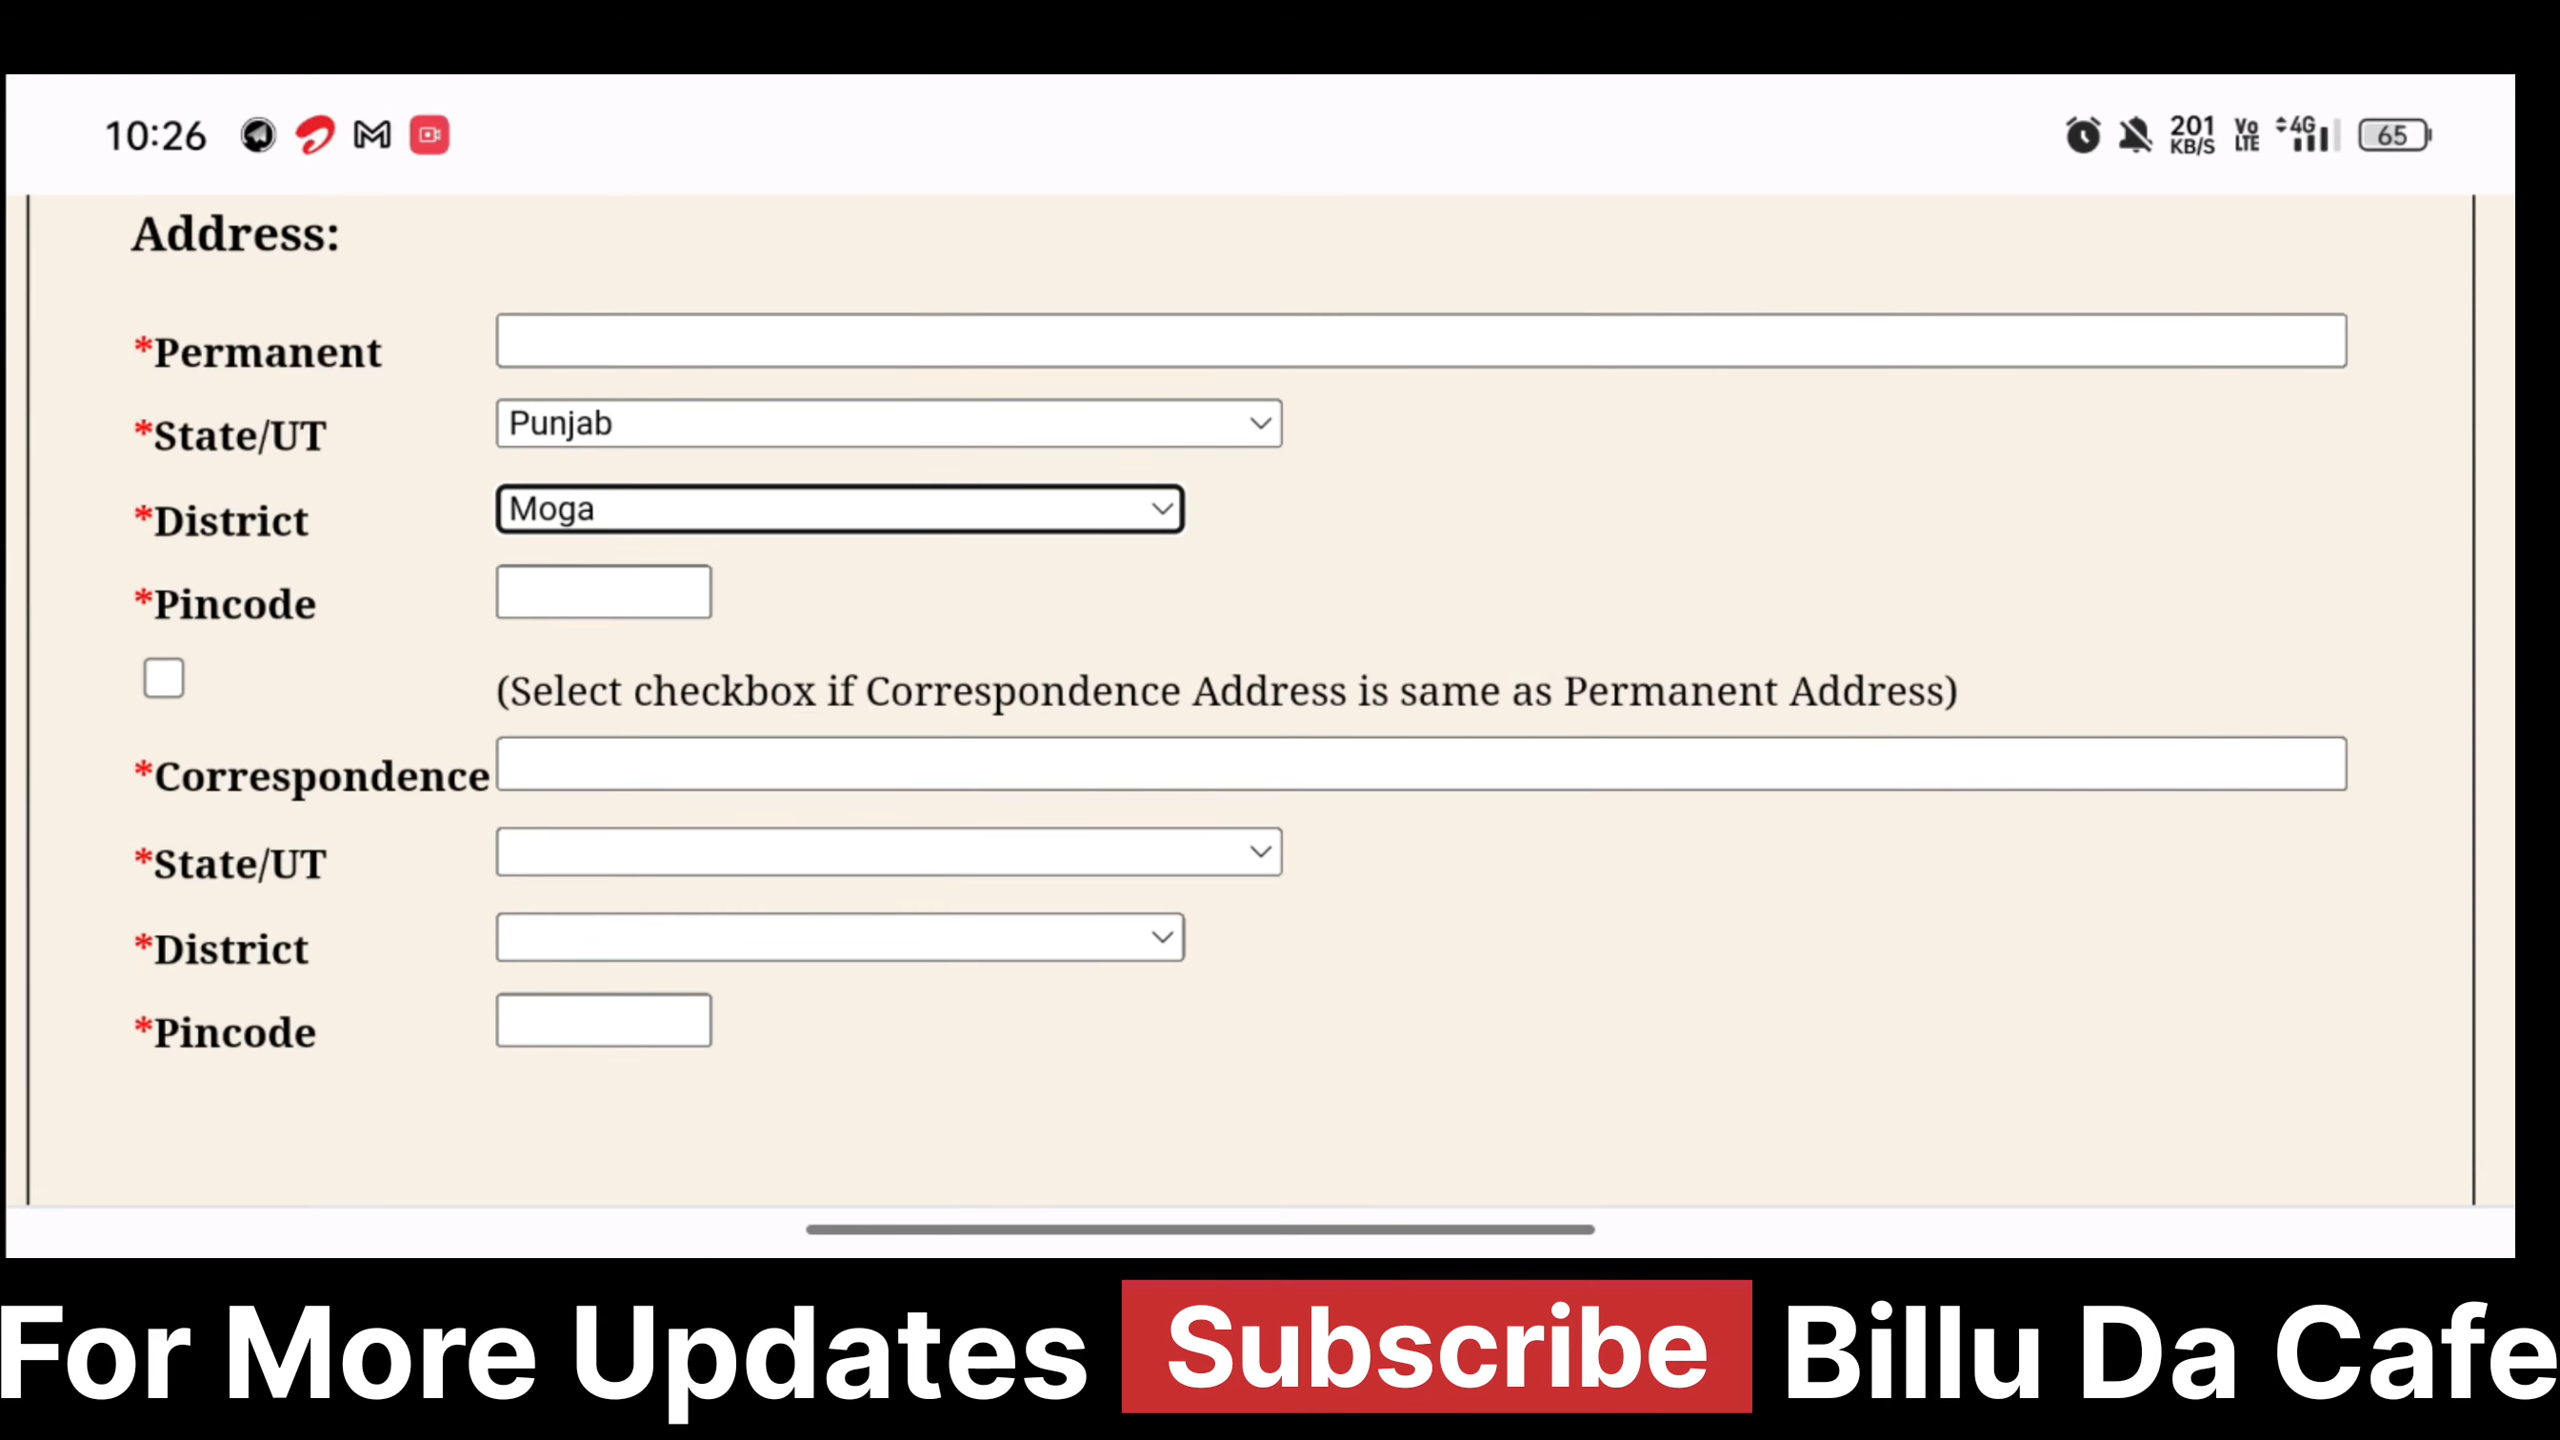 10:26 201 KB/S Vo LTE 4G 65
Address:
*Permanent
*State/UT Punjab
*District Moga
*Pincode
(Select checkbox if Correspondence Address is same as Permanent Address)
*Correspondence
*State/UT
*District
*Pincode
For More Updates Subscribe Billu Da Cafe